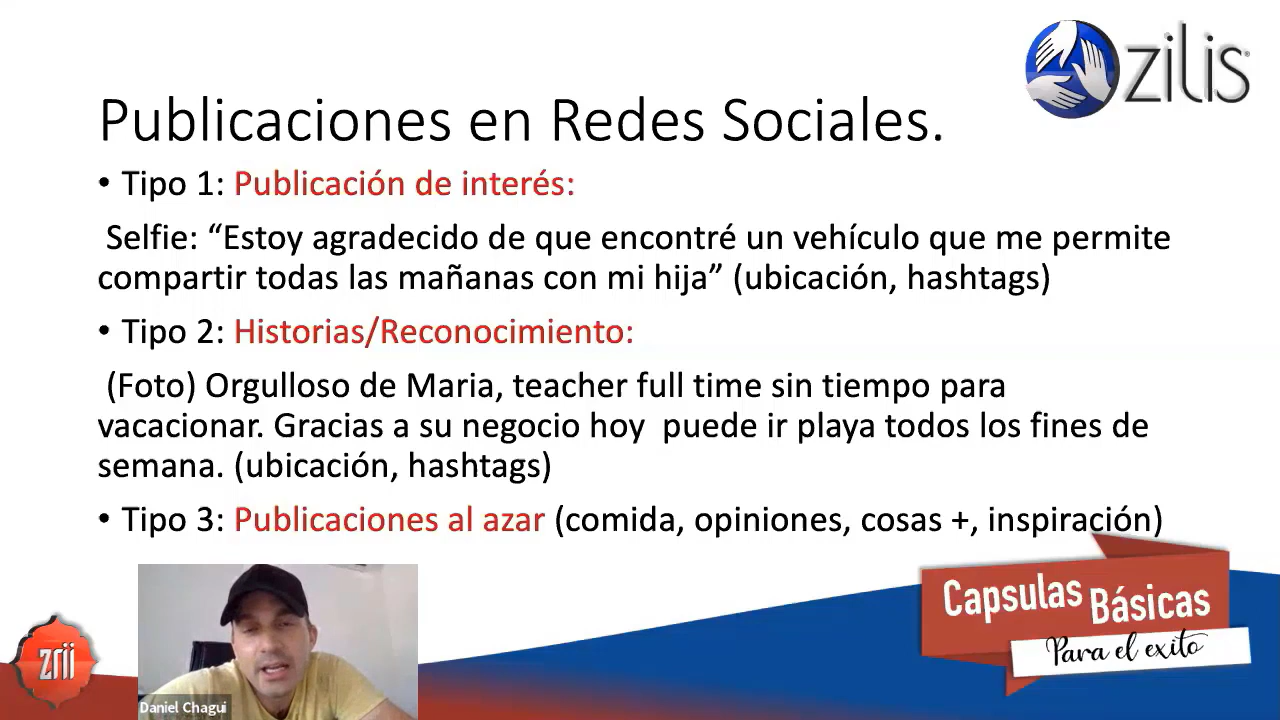 zilis
Publicaciones en Redes Sociales.
• Tipo 1: Publicación de interés:
Selfie: “Estoy agradecido de que encontré un vehículo que me permite
compartir todas las mañanas con mi hija” (ubicación, hashtags)
• Tipo 2: Historias/Reconocimiento:
(Foto) Orgulloso de Maria, teacher full time sin tiempo para
vacacionar. Gracias a su negocio hoy puede ir playa todos los fines de
semana. (ubicación, hashtags)
• Tipo 3: Publicaciones al azar (comida, opiniones, cosas +, inspiración)
Capsulas Básicas
Para el exito
zrii
Daniel Chagui